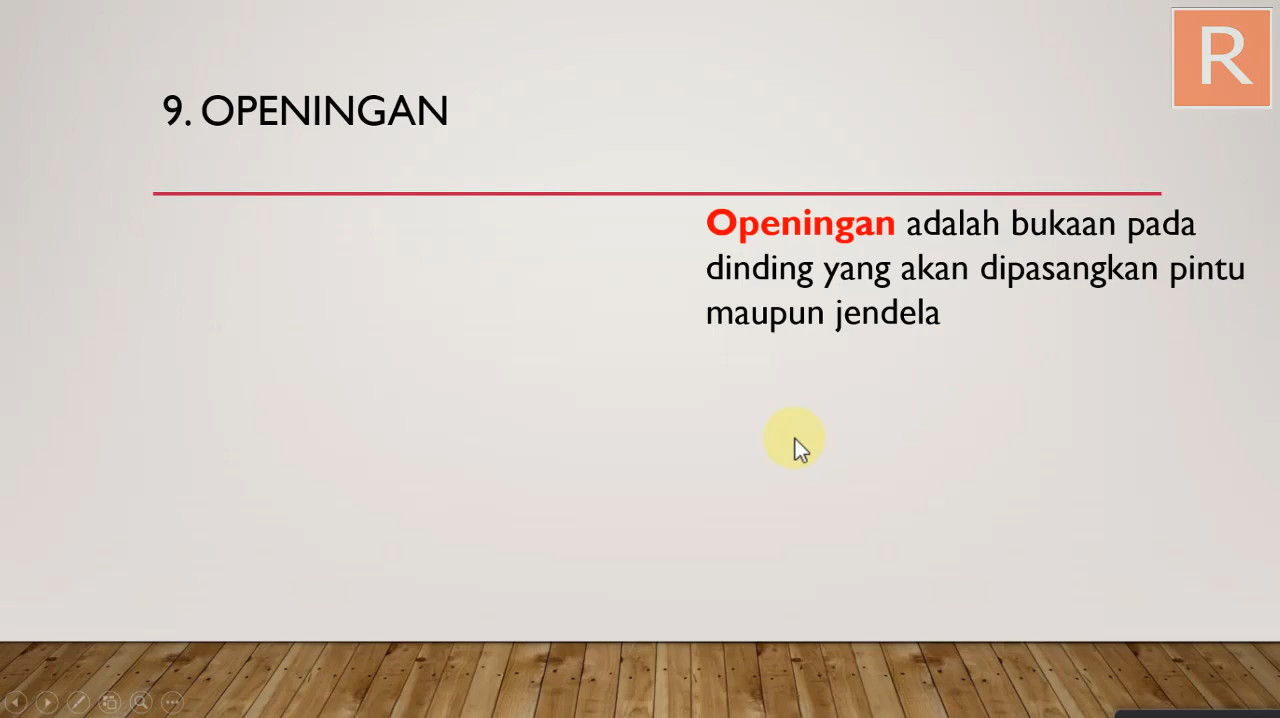 R
9. OPENINGAN
Openingan adalah bukaan pada
dinding yang akan dipasangkan pintu
maupun jendela